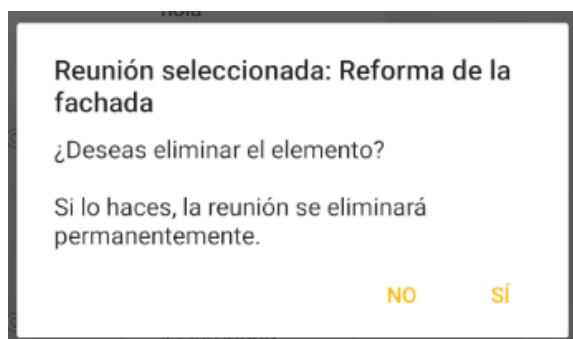 hola
Reunión seleccionada: Reforma de la
fachada
¿Deseas eliminar el elemento?
Si lo haces, la reunión se eliminará
permanentemente.
NO
SÍ